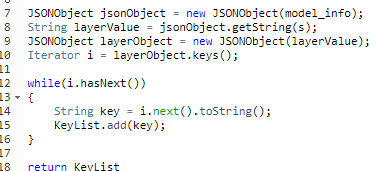 7 JSONObject jsonObject = new JSONObject(model_info);
8 String layerValue = jsonObject.getString(s);
9 JSONObject layerObject = new JSONObject(layerValue);
10 Iterator i = layerObject.keys();
11
12 while(i.hasNext())
13 {
14 String key = i.next().toString();
15 KeyList.add(key);
16 }
17
18 return KeyList